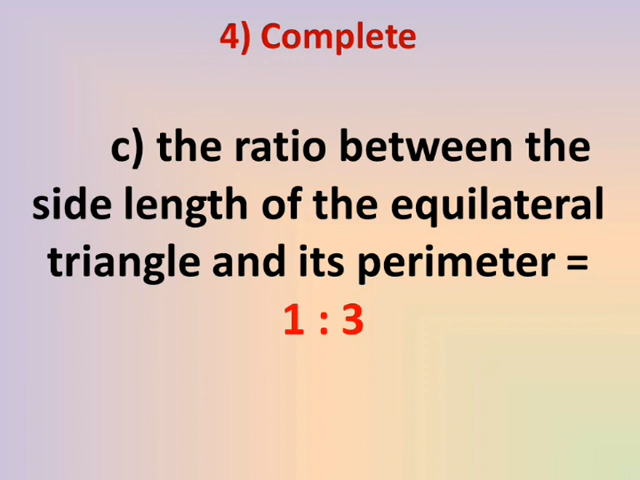 4) Complete
c) the ratio between the
side length of the equilateral
triangle and its perimeter =
1 : 3